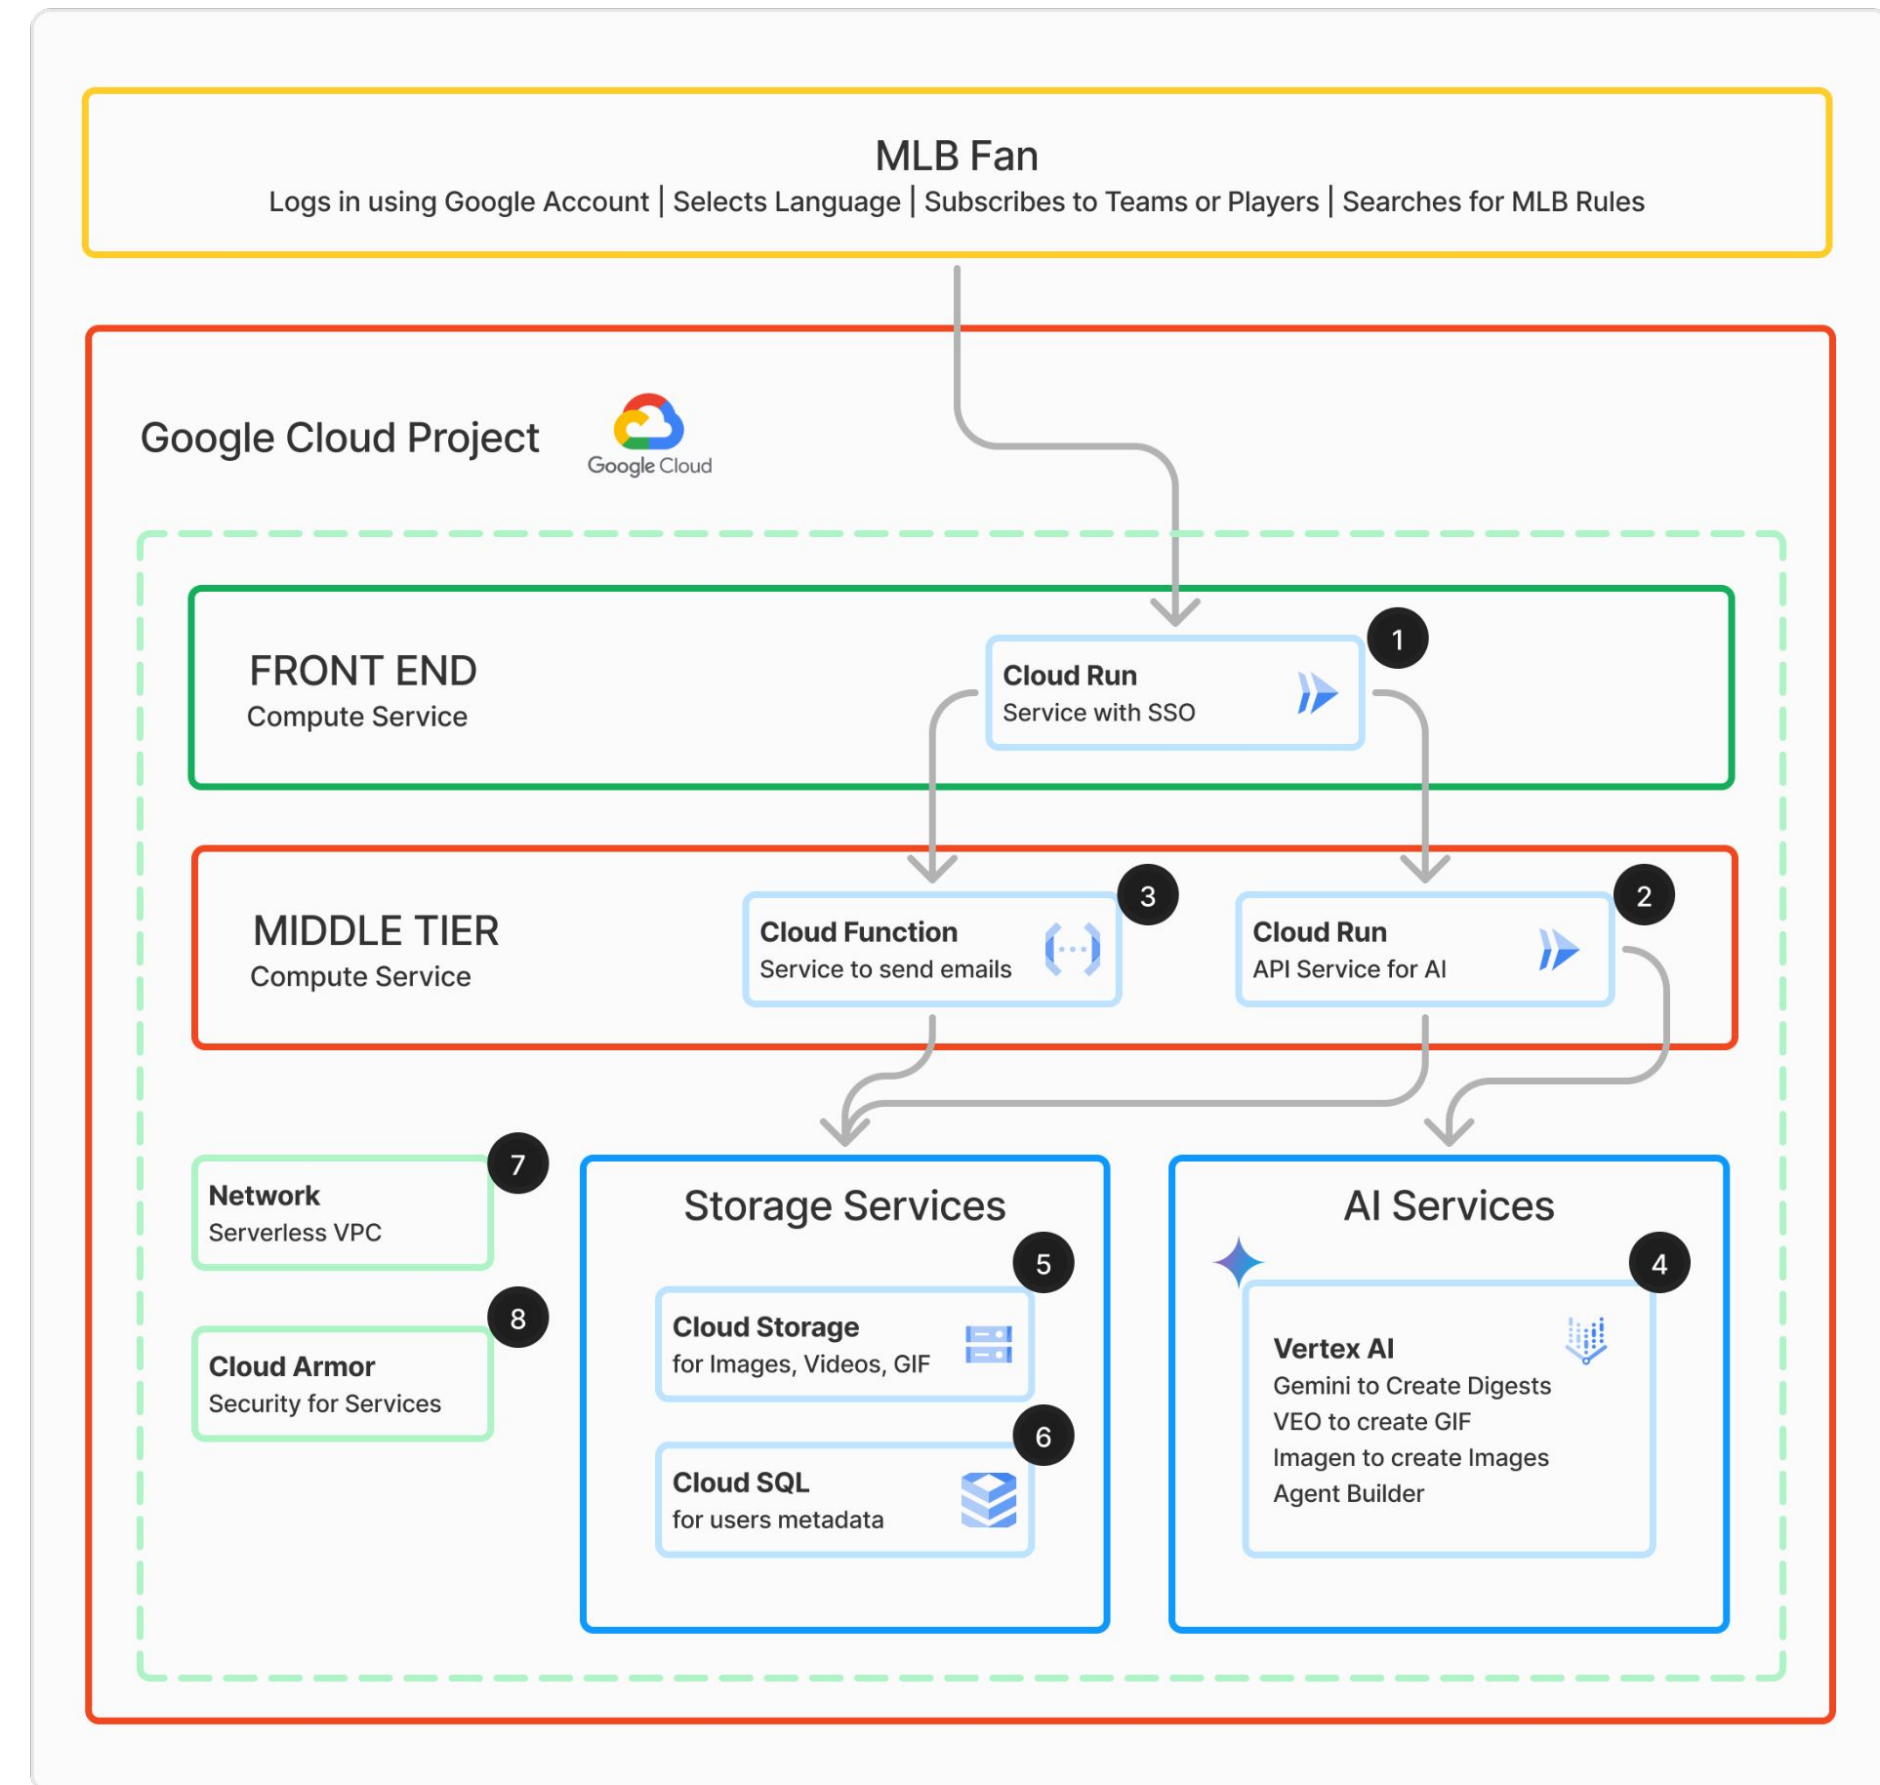 MLB Fan
Logs in using Google Account | Selects Language | Subscribes to Teams or Players | Searches for MLB Rules
Google Cloud Project
Google Cloud
FRONT END
Compute Service
1
Cloud Run
Service with SSO
MIDDLE TIER
Compute Service
3
Cloud Function
Service to send emails
2
Cloud Run
API Service for AI
7
Network
Serverless VPC
8
Cloud Armor
Security for Services
Storage Services
5
Cloud Storage
for Images, Videos, GIF
6
Cloud SQL
for users metadata
AI Services
4
Vertex AI
Gemini to Create Digests
VEO to create GIF
Imagen to create Images
Agent Builder